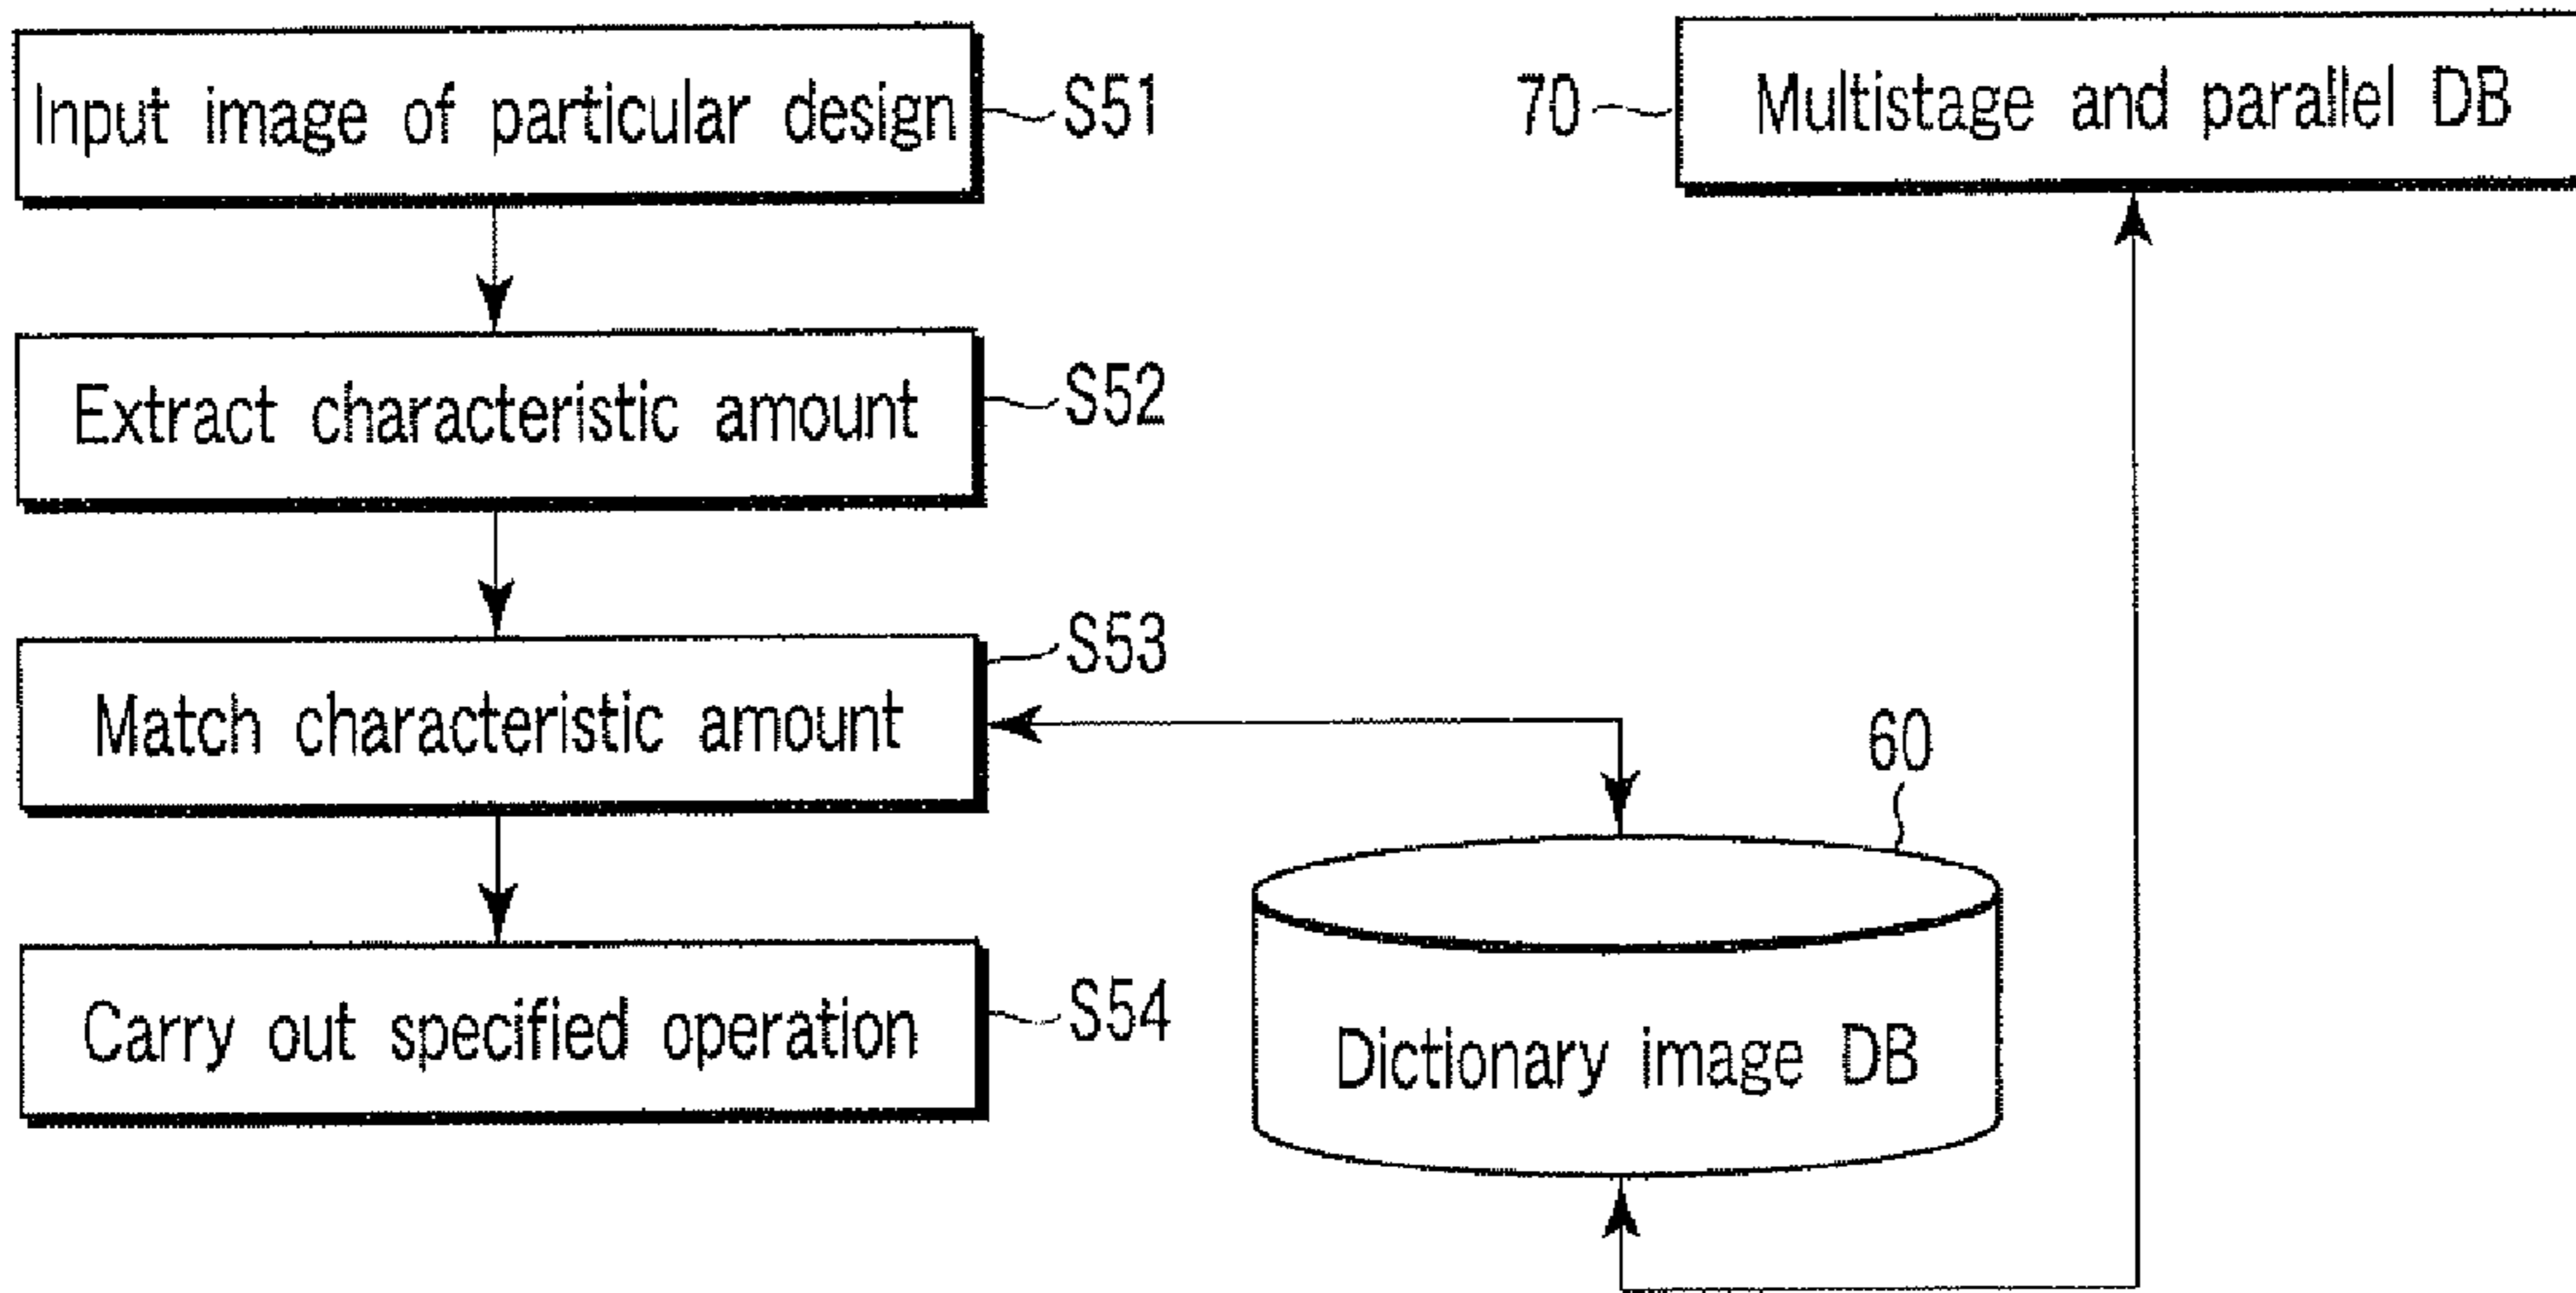 Input image of particular design
S51
70
Multistage and parallel DB
Extract characteristic amount
S52
Match characteristic amount
S53
60
Dictionary image DB
Carry out specified operation
S54